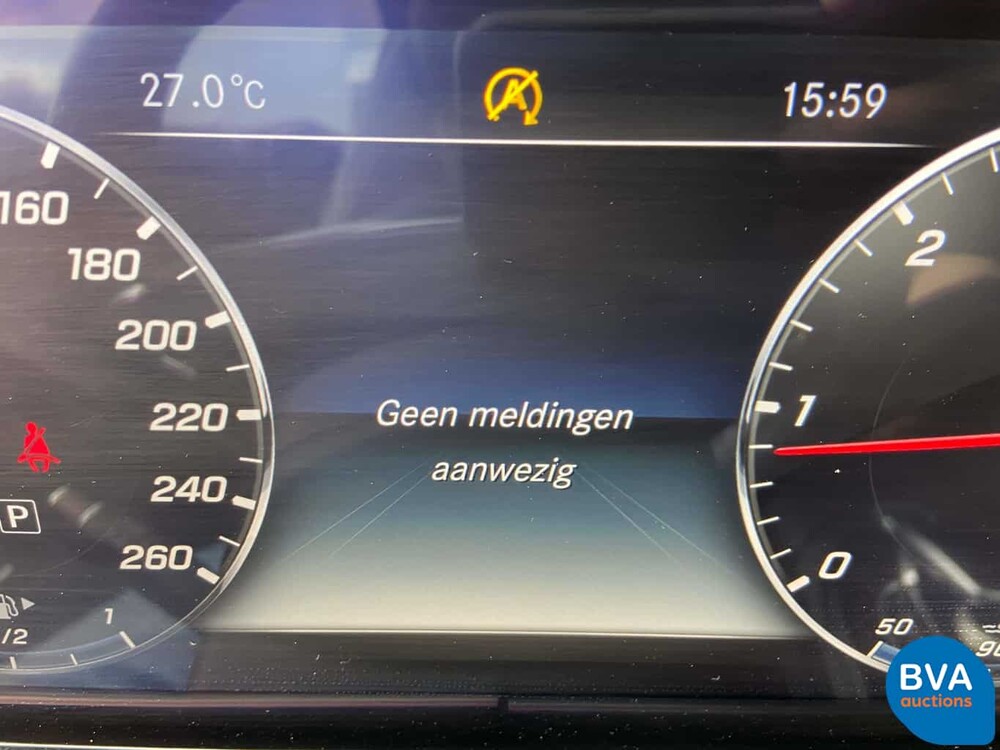 27.0°C
15:59
160
180
200
220
240
260
P
1/2
1
Geen meldingen
aanwezig
2
1
0
50
BVA
auctions